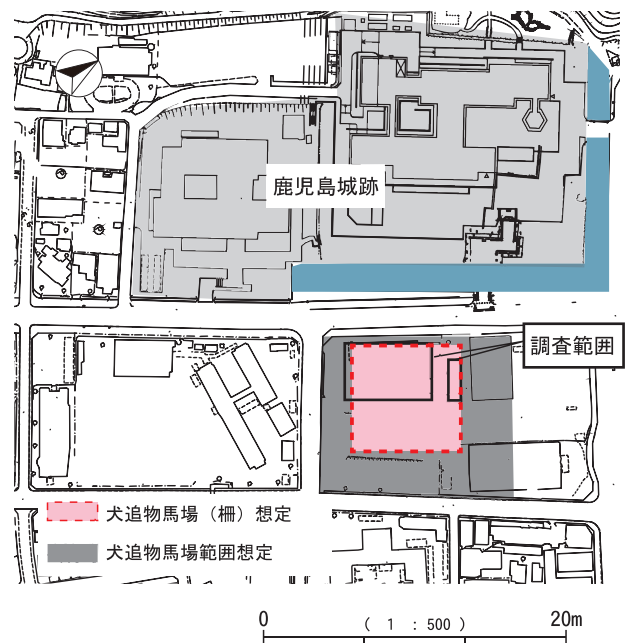 鹿児島城跡
調査範囲
犬追物馬場（柵）想定
犬追物馬場範囲想定
0 （ 1 : 500 ） 20m